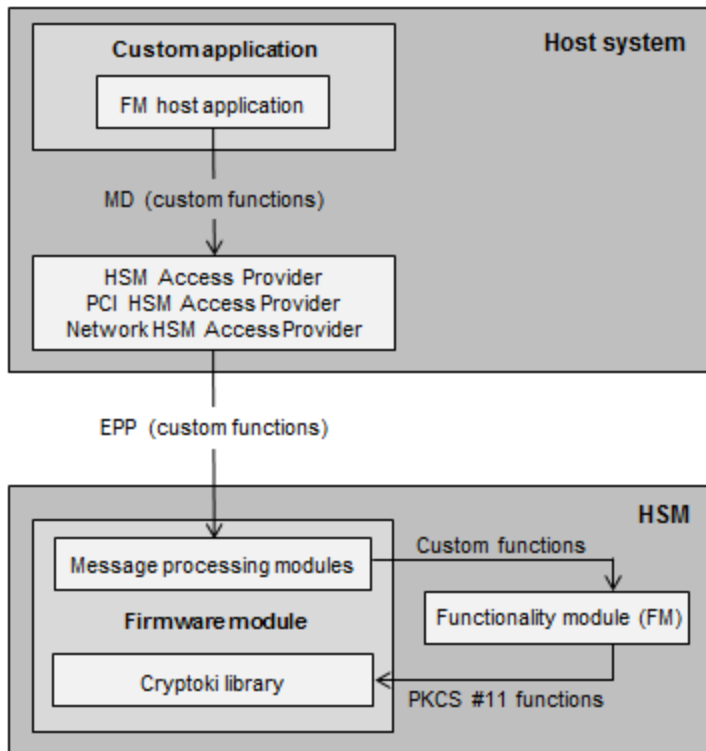 Host system
Custom application
FM host application
MD (custom functions)
HSM Access Provider
PCI HSM Access Provider
Network HSM Access Provider
EPP (custom functions)
HSM
Message processing modules
Custom functions
Firmware module
Functionality module (FM)
Cryptoki library
PKCS #11 functions